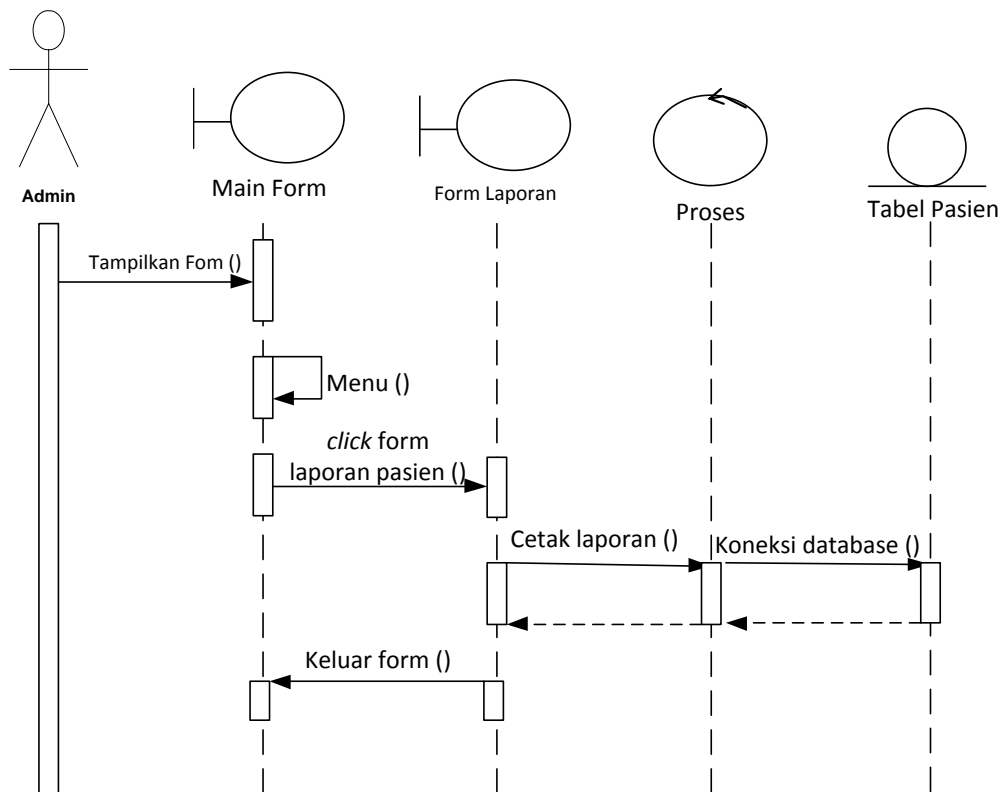 Admin
Main Form
Form Laporan
Proses
Tabel Pasien
Tampilkan Fom ()
Menu ()
click form
laporan pasien ()
Cetak laporan ()
Koneksi database ()
Keluar form ()